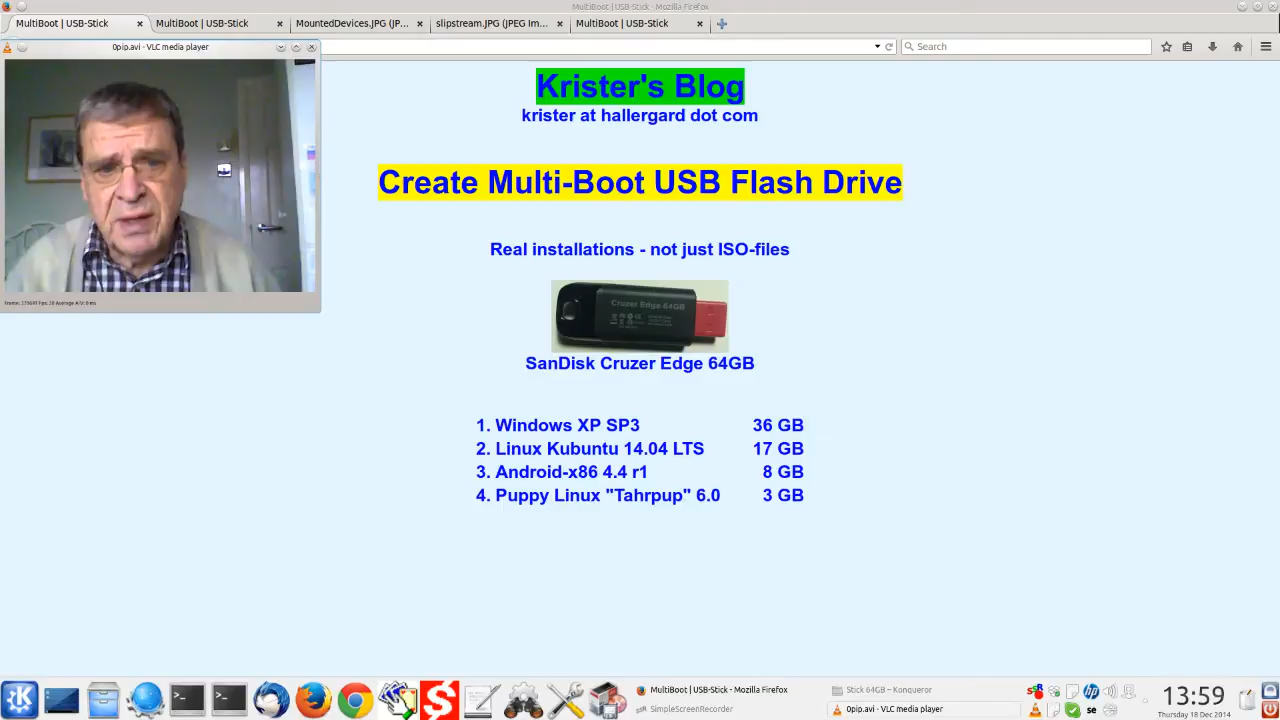 MultiBoot | USB-Stick - Mozilla Firefox
MultiBoot | USB-Stick
MultiBoot | USB-Stick
MountedDevices.JPG (JP...
slipstream.JPG (JPEG Im...
MultiBoot | USB-Stick
0pip.avi - VLC media player
Search
Krister's Blog
krister at hallergard dot com
Create Multi-Boot USB Flash Drive
Real installations - not just ISO-files
Cruzer Edge 64GB
SanDisk Cruzer Edge 64GB
1. Windows XP SP3 36 GB
2. Linux Kubuntu 14.04 LTS 17 GB
3. Android-x86 4.4 r1 8 GB
4. Puppy Linux "Tahrpup" 6.0 3 GB
MultiBoot | USB-Stick - Mozilla Firefox
Stick 64GB – Konqueror
SimpleScreenRecorder
0pip.avi - VLC media player
se
13:59
Thursday 18 Dec 2014